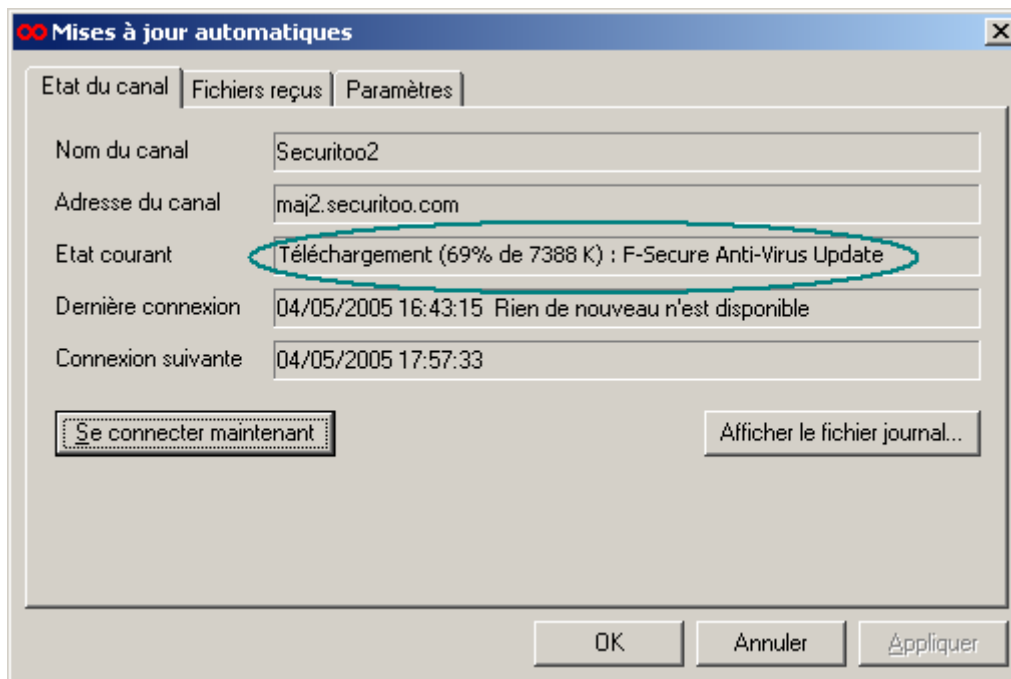 Mises à jour automatiques
Etat du canal Fichiers reçus Paramètres
Nom du canal Securitoo2
Adresse du canal maj2.securitoo.com
Etat courant Téléchargement (69% de 7388 K) : F-Secure Anti-Virus Update
Dernière connexion 04/05/2005 16:43:15 Rien de nouveau n'est disponible
Connexion suivante 04/05/2005 17:57:33
Se connecter maintenant Afficher le fichier journal...
OK Annuler Appliquer